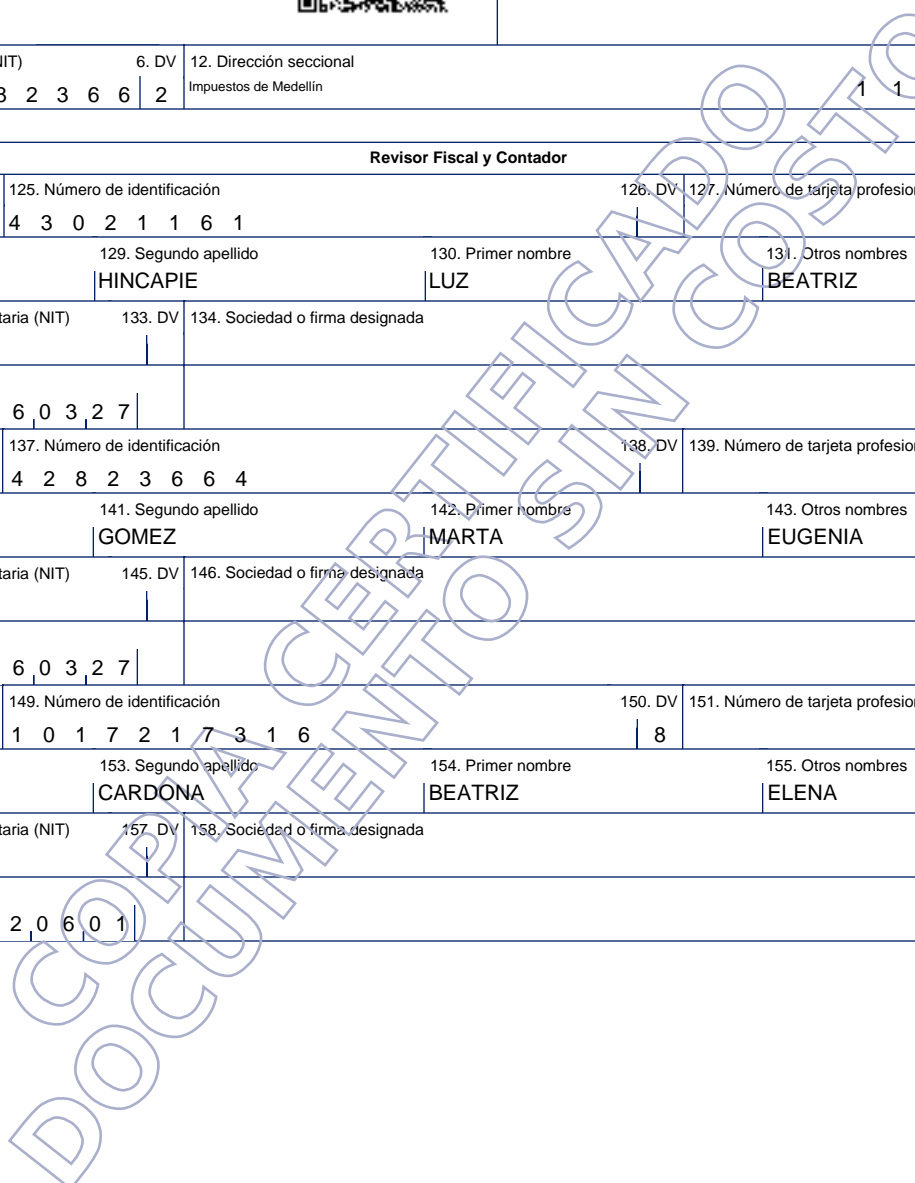 NIT) 6. DV 12. Dirección seccional
3 2 3 6 6 2 Impuestos de Medellín 1 1
Revisor Fiscal y Contador
125. Número de identificación 126. DV 127. Número de tarjeta profesion
4 3 0 2 1 1 6 1
129. Segundo apellido 130. Primer nombre 131. Otros nombres
HINCAPIE LUZ BEATRIZ
taria (NIT) 133. DV 134. Sociedad o firma designada
6 0 3 2 7
137. Número de identificación 138. DV 139. Número de tarjeta profesion
4 2 8 2 3 6 6 4
141. Segundo apellido 142. Primer nombre 143. Otros nombres
GOMEZ MARTA EUGENIA
taria (NIT) 145. DV 146. Sociedad o firma designada
6 0 3 2 7
149. Número de identificación 150. DV 151. Número de tarjeta profesion
1 0 1 7 2 1 7 3 1 6 8
153. Segundo apellido 154. Primer nombre 155. Otros nombres
CARDONA BEATRIZ ELENA
taria (NIT) 157. DV 158. Sociedad o firma designada
2 0 6 0 1
COPIA CERTIFICADO
DOCUMENTO SIN COSTO